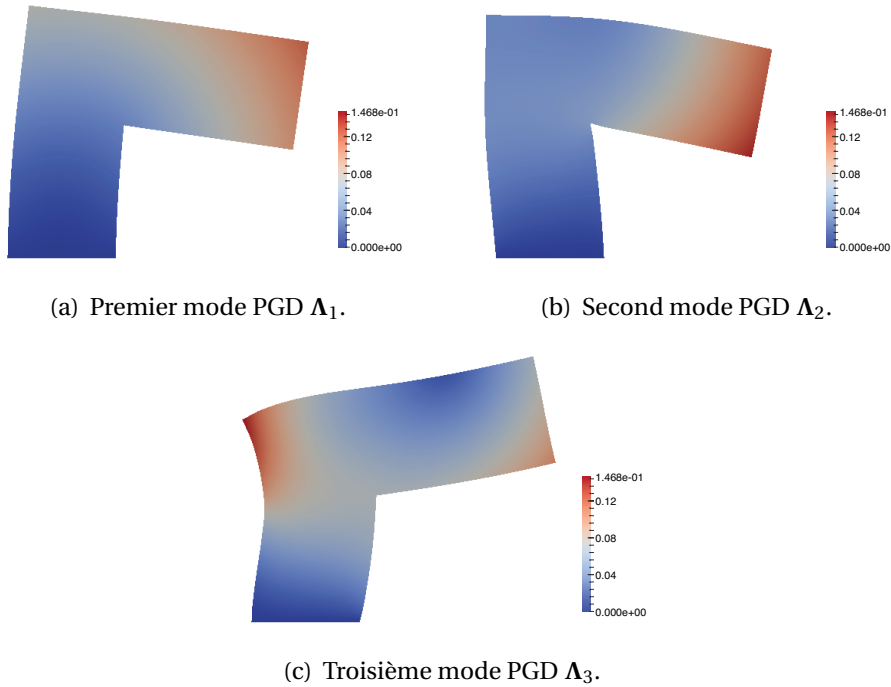 1.468e-01
0.12
0.08
0.04
0.000e+00
1.468e-01
0.12
0.08
0.04
0.000e+00
(a) Premier mode PGD Λ₁.
(b) Second mode PGD Λ₂.
1.468e-01
0.12
0.08
0.04
0.000e+00
(c) Troisième mode PGD Λ₃.